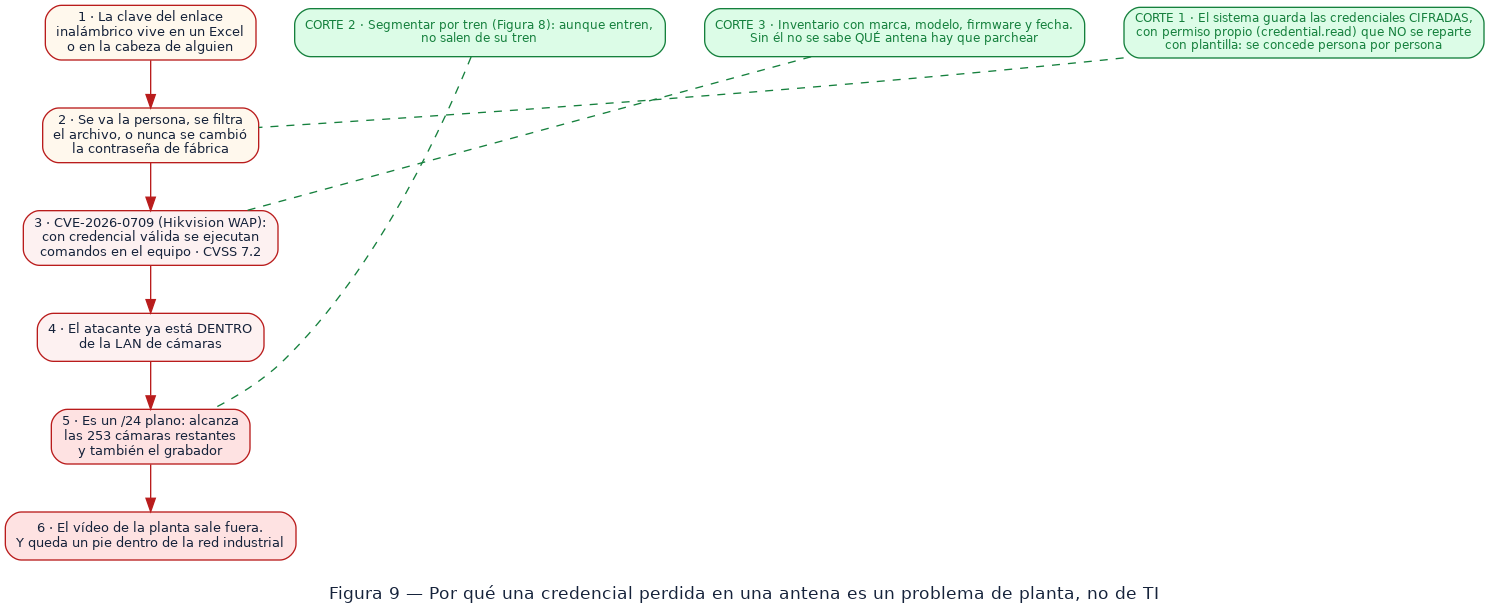 1 · La clave del enlace
inalámbrico vive en un Excel
o en la cabeza de alguien
CORTE 2 · Segmentar por tren (Figura 8): aunque entren,
no salen de su tren
CORTE 3 · Inventario con marca, modelo, firmware y fecha.
Sin él no se sabe QUÉ antena hay que parchear
CORTE 1 · El sistema guarda las credenciales CIFRADAS,
con permiso propio (credential.read) que NO se reparte
con plantilla: se concede persona por persona
2 · Se va la persona, se filtra
el archivo, o nunca se cambió
la contraseña de fábrica
3 · CVE-2026-0709 (Hikvision WAP):
con credencial válida se ejecutan
comandos en el equipo · CVSS 7.2
4 · El atacante ya está DENTRO
de la LAN de cámaras
5 · Es un /24 plano: alcanza
las 253 cámaras restantes
y también el grabador
6 · El vídeo de la planta sale fuera.
Y queda un pie dentro de la red industrial
Figura 9 — Por qué una credencial perdida en una antena es un problema de planta, no de TI